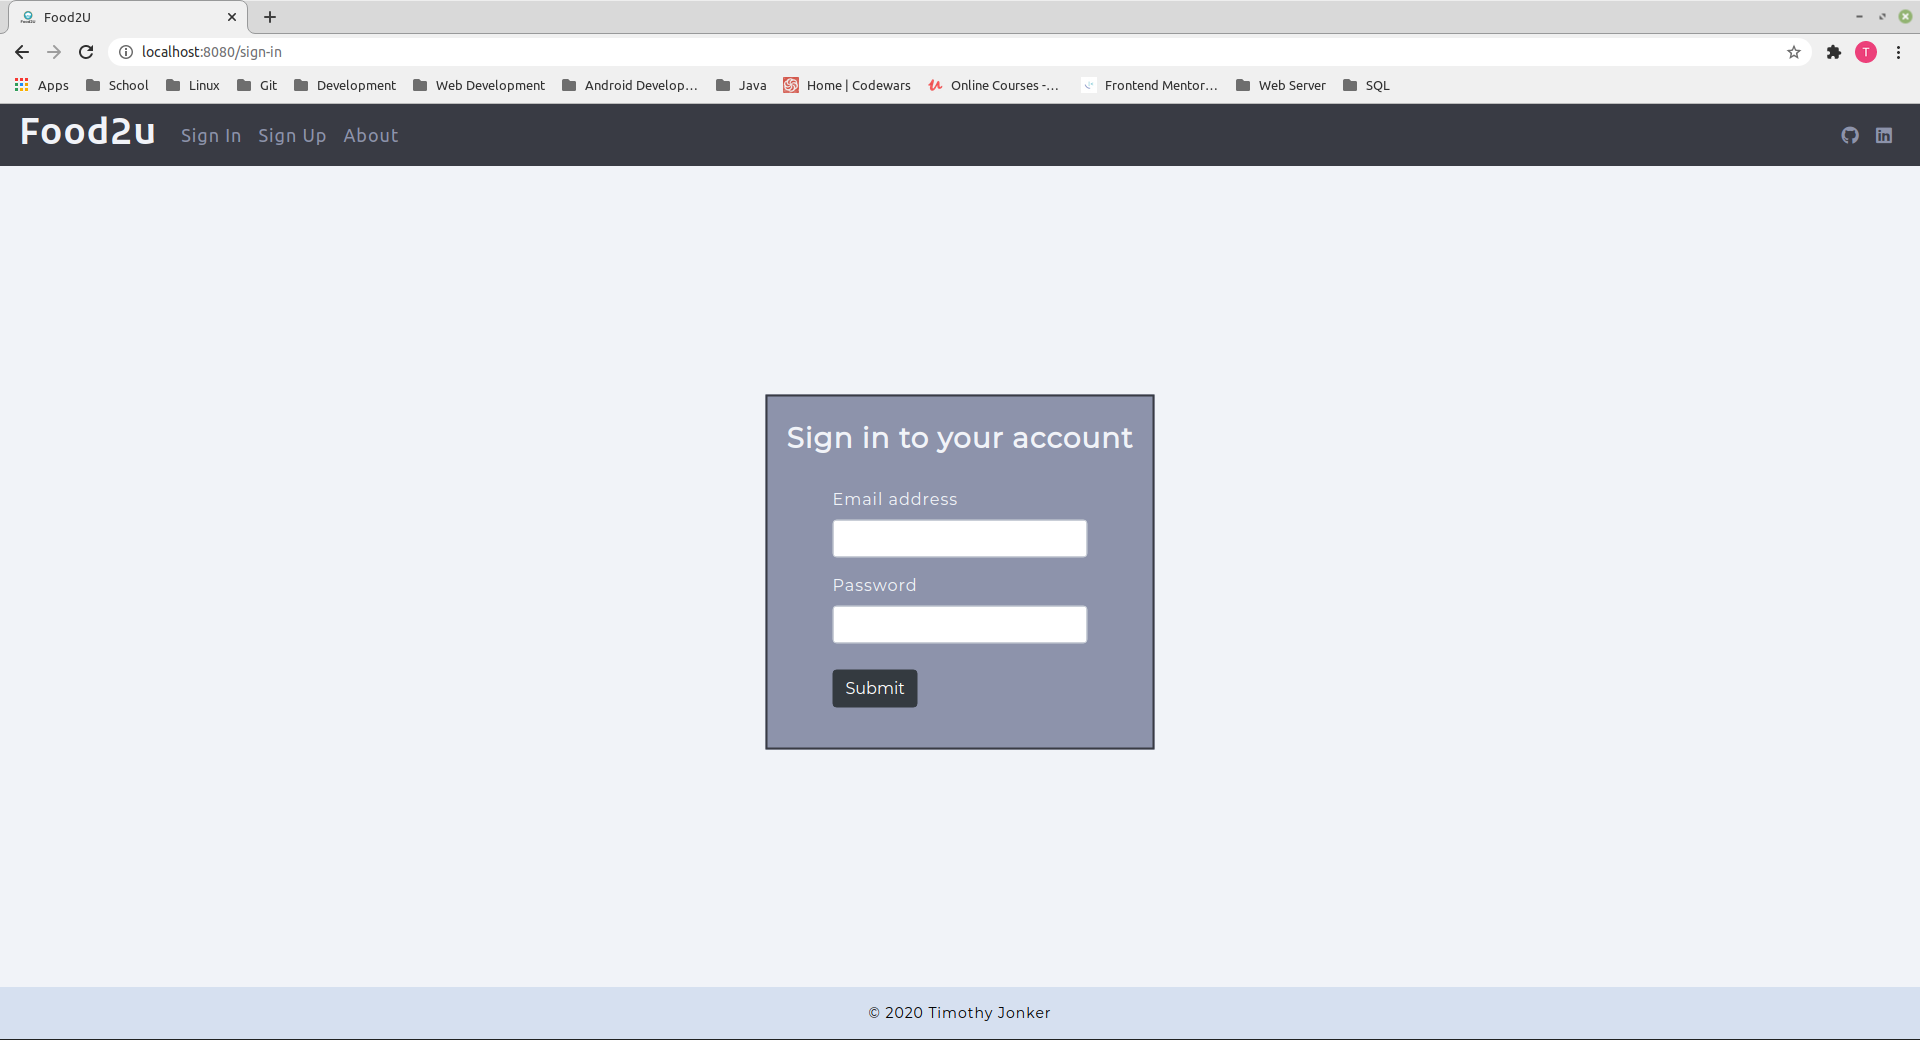 Food2U
localhost:8080/sign-in
T
Apps School Linux Git Development Web Development Android Develop... Java Home | Codewars Online Courses -... Frontend Mentor... Web Server SQL
Food2u Sign In Sign Up About
Sign in to your account
Email address
Password
Submit
© 2020 Timothy Jonker